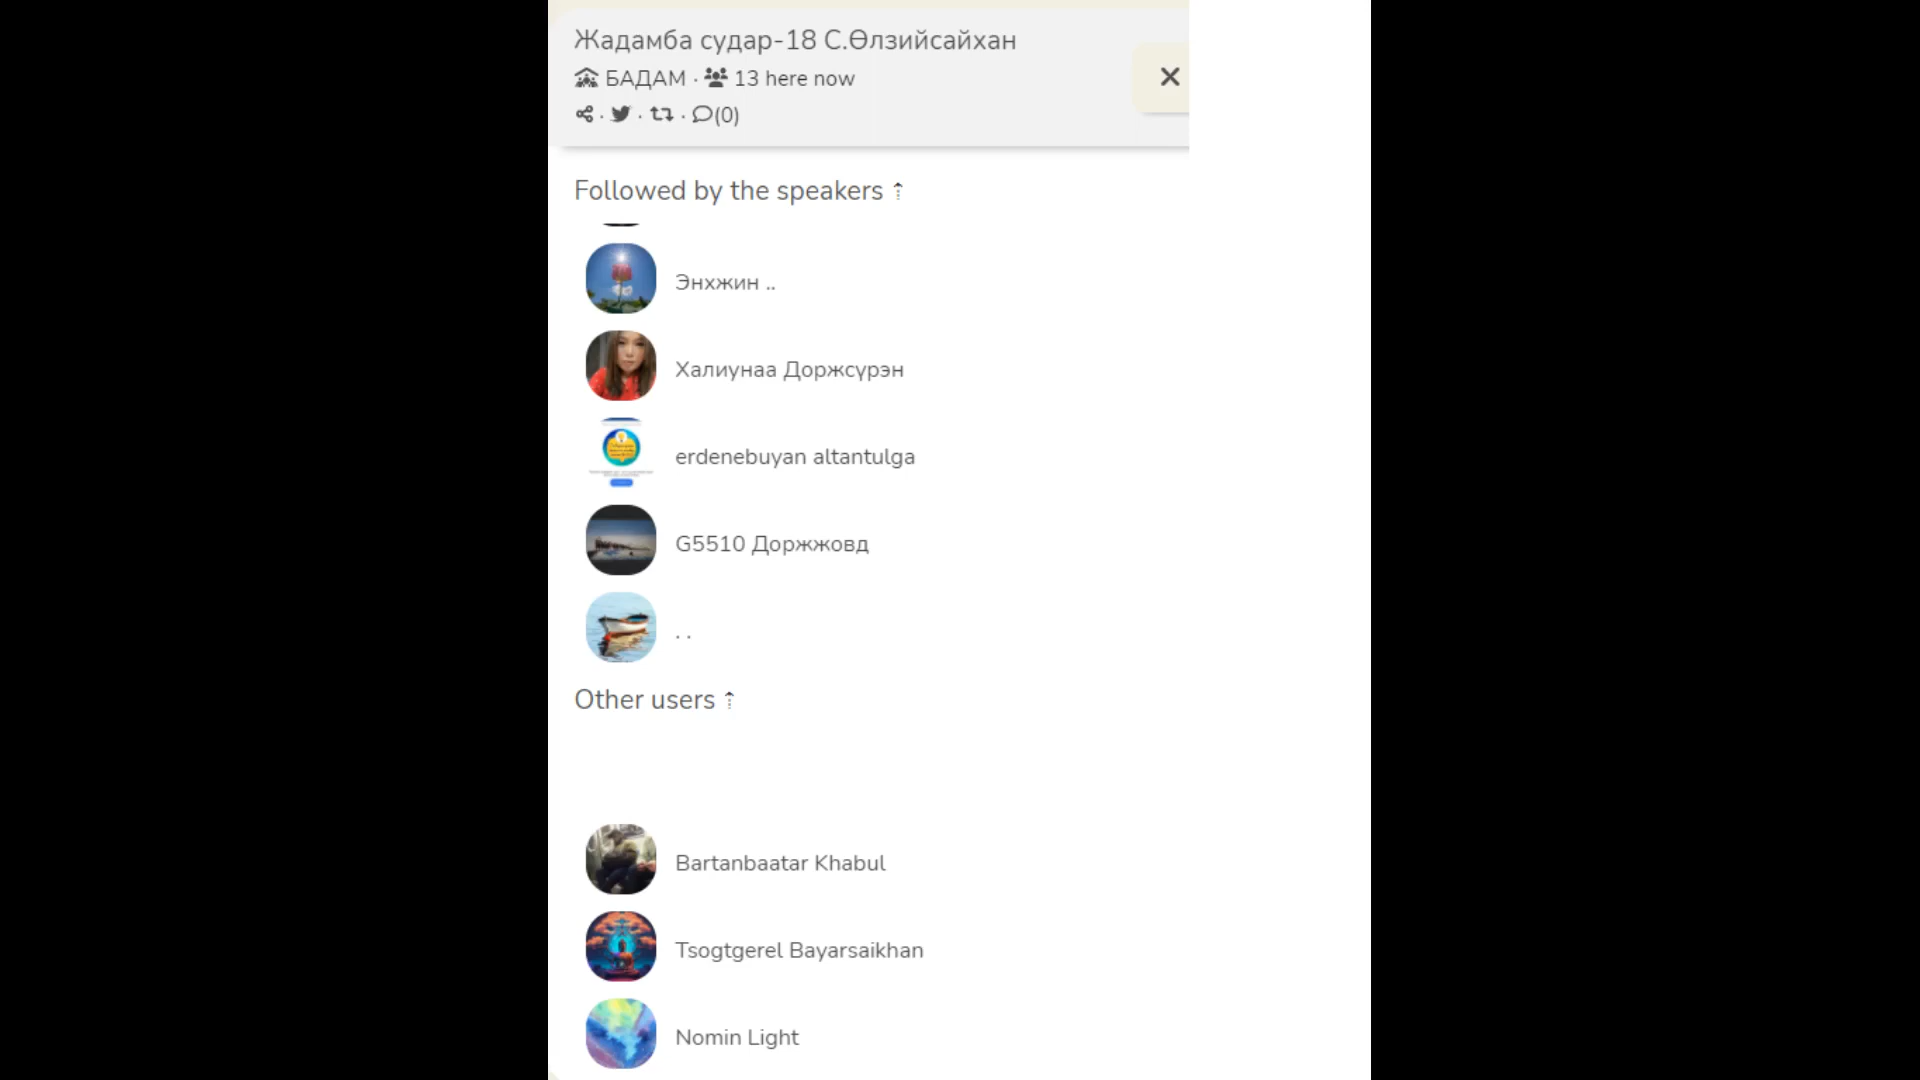 Жадамба судар-18 С.Өлзийсайхан
БАДАМ · 13 here now
(0)
Followed by the speakers
Энхжин ..
Халиунаа Доржсүрэн
erdenebuyan altantulga
G5510 Доржжовд
. .
Other users
Bartanbaatar Khabul
Tsogtgerel Bayarsaikhan
Nomin Light